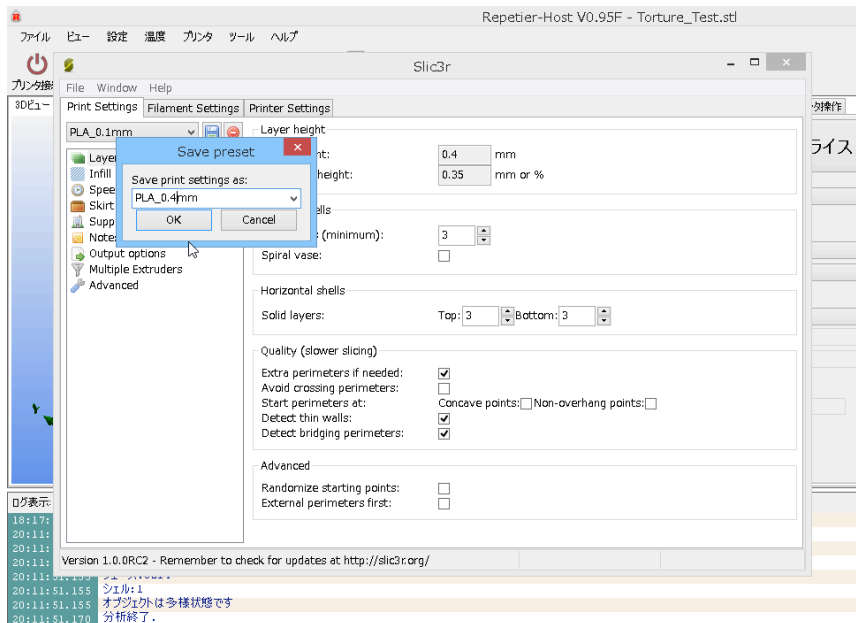 Repetier-Host V0.95F - Torture_Test.stl
ファイル ビュー 設定 温度 プリンタ ツール ヘルプ
Slic3r
プリンタ接
File Window Help
3Dビュー
Print Settings Filament Settings Printer Settings
タ操作
PLA_0.1mm
Layer height
ライス
Save preset
0.4 mm
Infill
height:
0.35 mm or %
Save print settings as:
PLA_0.4mm
Skirt
OK Cancel
(minimum):
3
Output options
Spiral vase:
Multiple Extruders
Advanced
Horizontal shells
Solid layers:
Top: 3 Bottom: 3
Quality (slower slicing)
Extra perimeters if needed:
Avoid crossing perimeters:
Start perimeters at:
Concave points: Non-overhang points:
Detect thin walls:
Detect bridging perimeters:
Advanced
Randomize starting points:
External perimeters first:
ログ表示:
18:17:
20:11:
20:11:
20:11:
Version 1.0.0RC2 - Remember to check for updates at http://slic3r.org/
20:11:51.155 シェル:1
20:11:51.155 オブジェクトは多様状態です
20:11:51.170 分析終了.